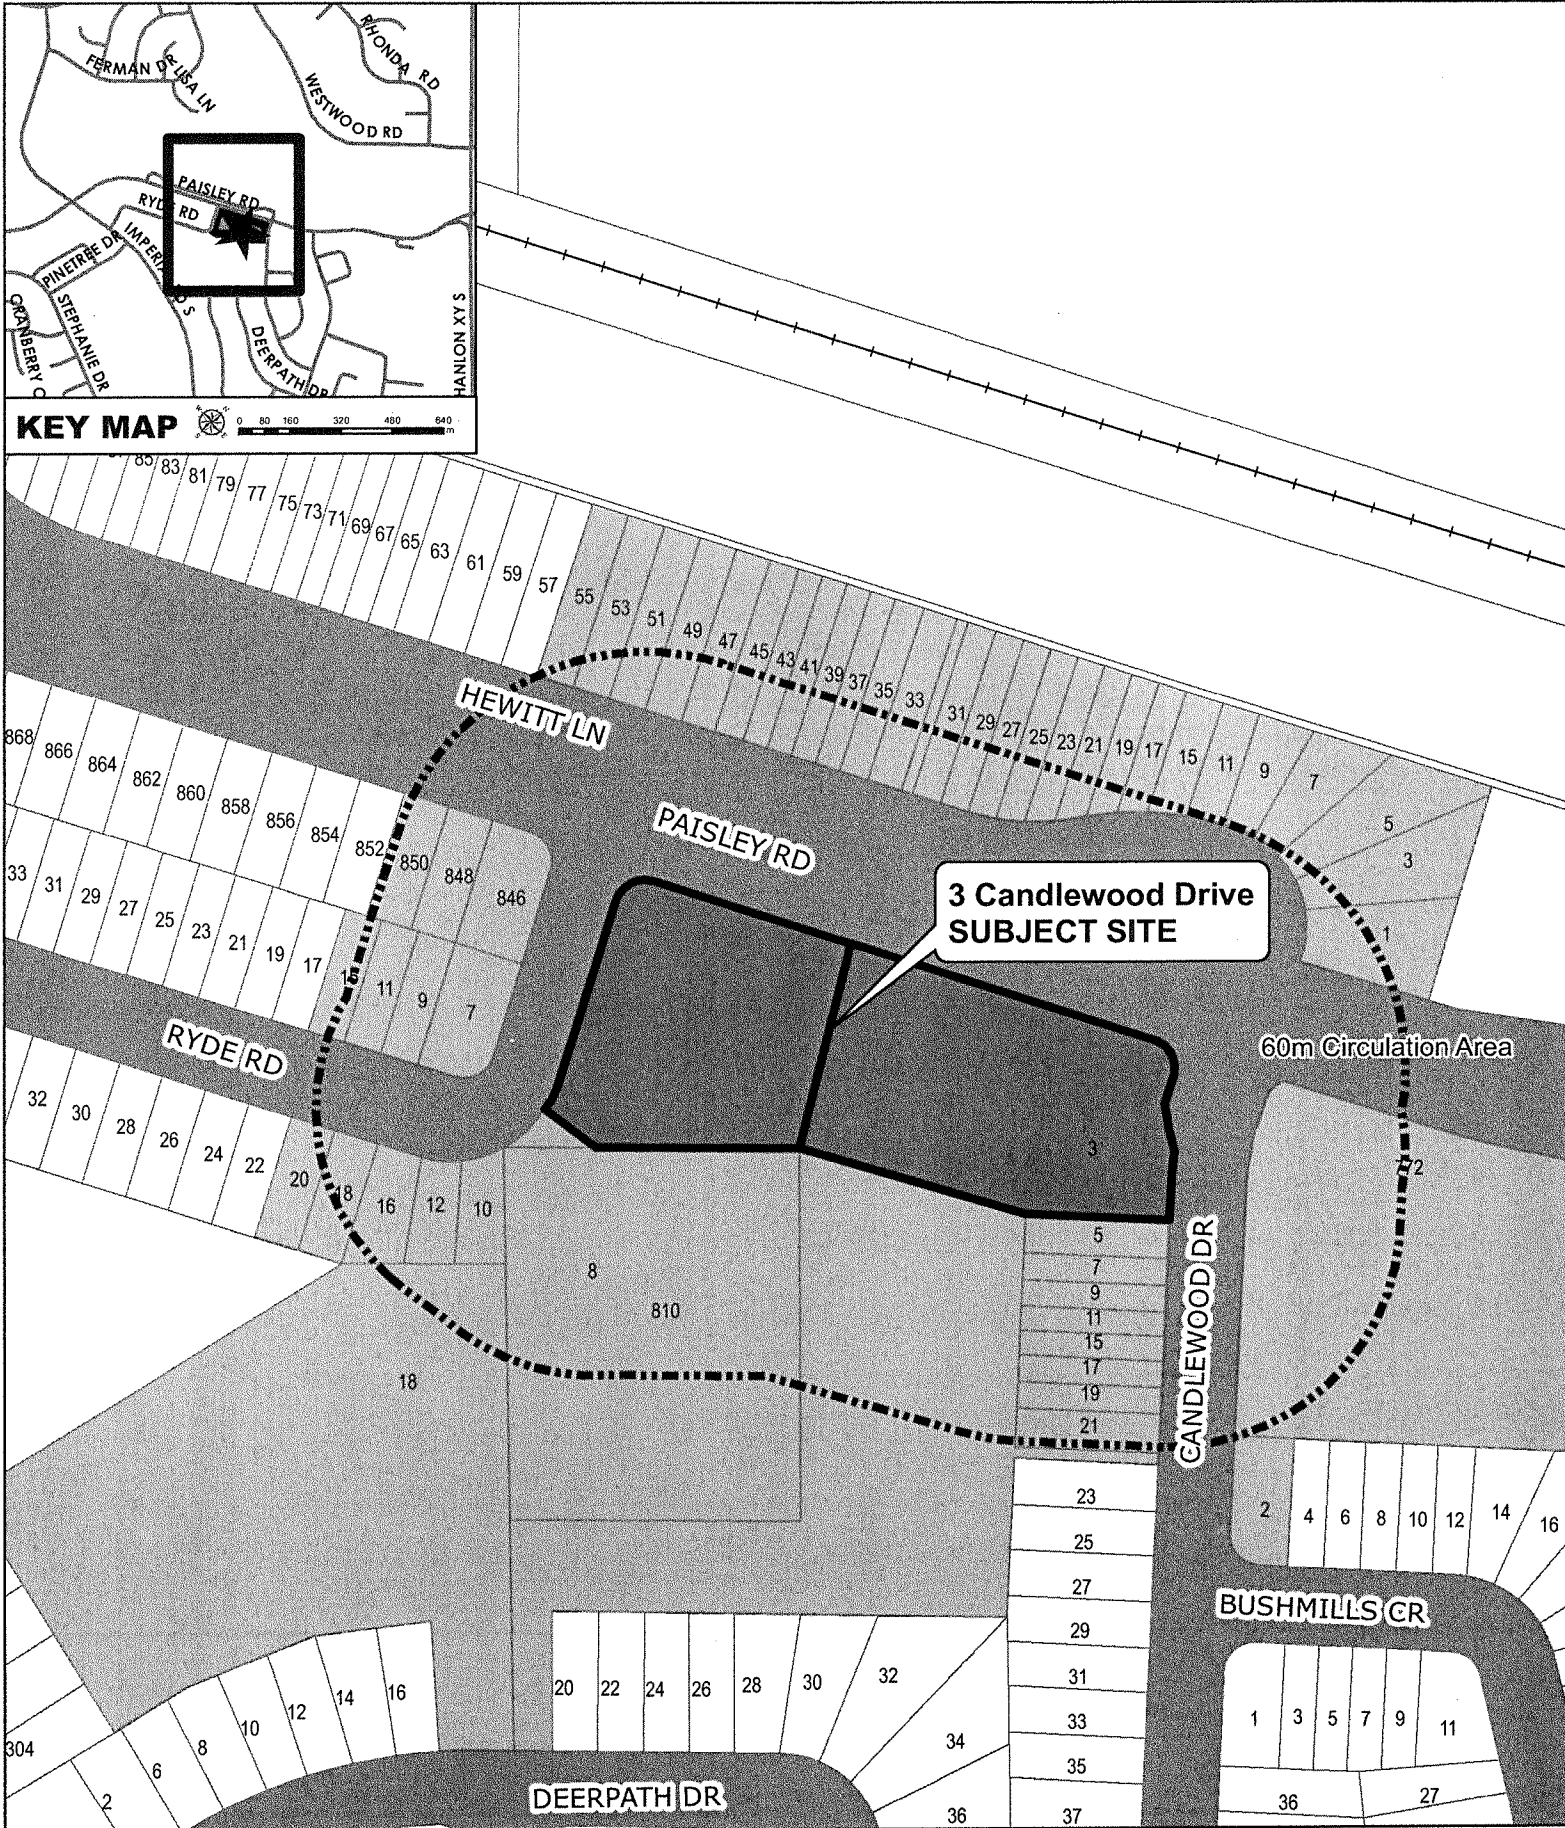 FERMAN DR
LISA LN
RHONDA RD
WESTWOOD RD
PAISLEY RD
RYDE RD
PINETREE DR
STEPHANIE DR
DEERPATH DR
HANLON XY S
KEY MAP
0 80 160 320 480 640
m
85 83 81 79 77 75 73 71 69 67 65 63 61 59 57 55 53 51 49 47 45 43 41 39 37 35 33 31 29 27 25 23 21 19 17 15 11 9 7
5
3
1
HEWITT LN
PAISLEY RD
868 866 864 862 860 858 856 854 852 850 848 846
3 Candlewood Drive
SUBJECT SITE
33 31 29 27 25 23 21 19 17 15 11 9 7
RYDE RD
60m Circulation Area
32 30 28 26 24 22 20 18 16 12 10
3
772
8
810
18
5
7
9
11
15
17
19
21
CANDLEWOOD DR
23
25
27
29
31
33
35
37
2 4 6 8 10 12 14 16
BUSHMILLS CR
1 3 5 7 9 11
36 27
20 22 24 26 28 30 32
34
36
304
2 6 8 10 12 14 16
DEERPATH DR